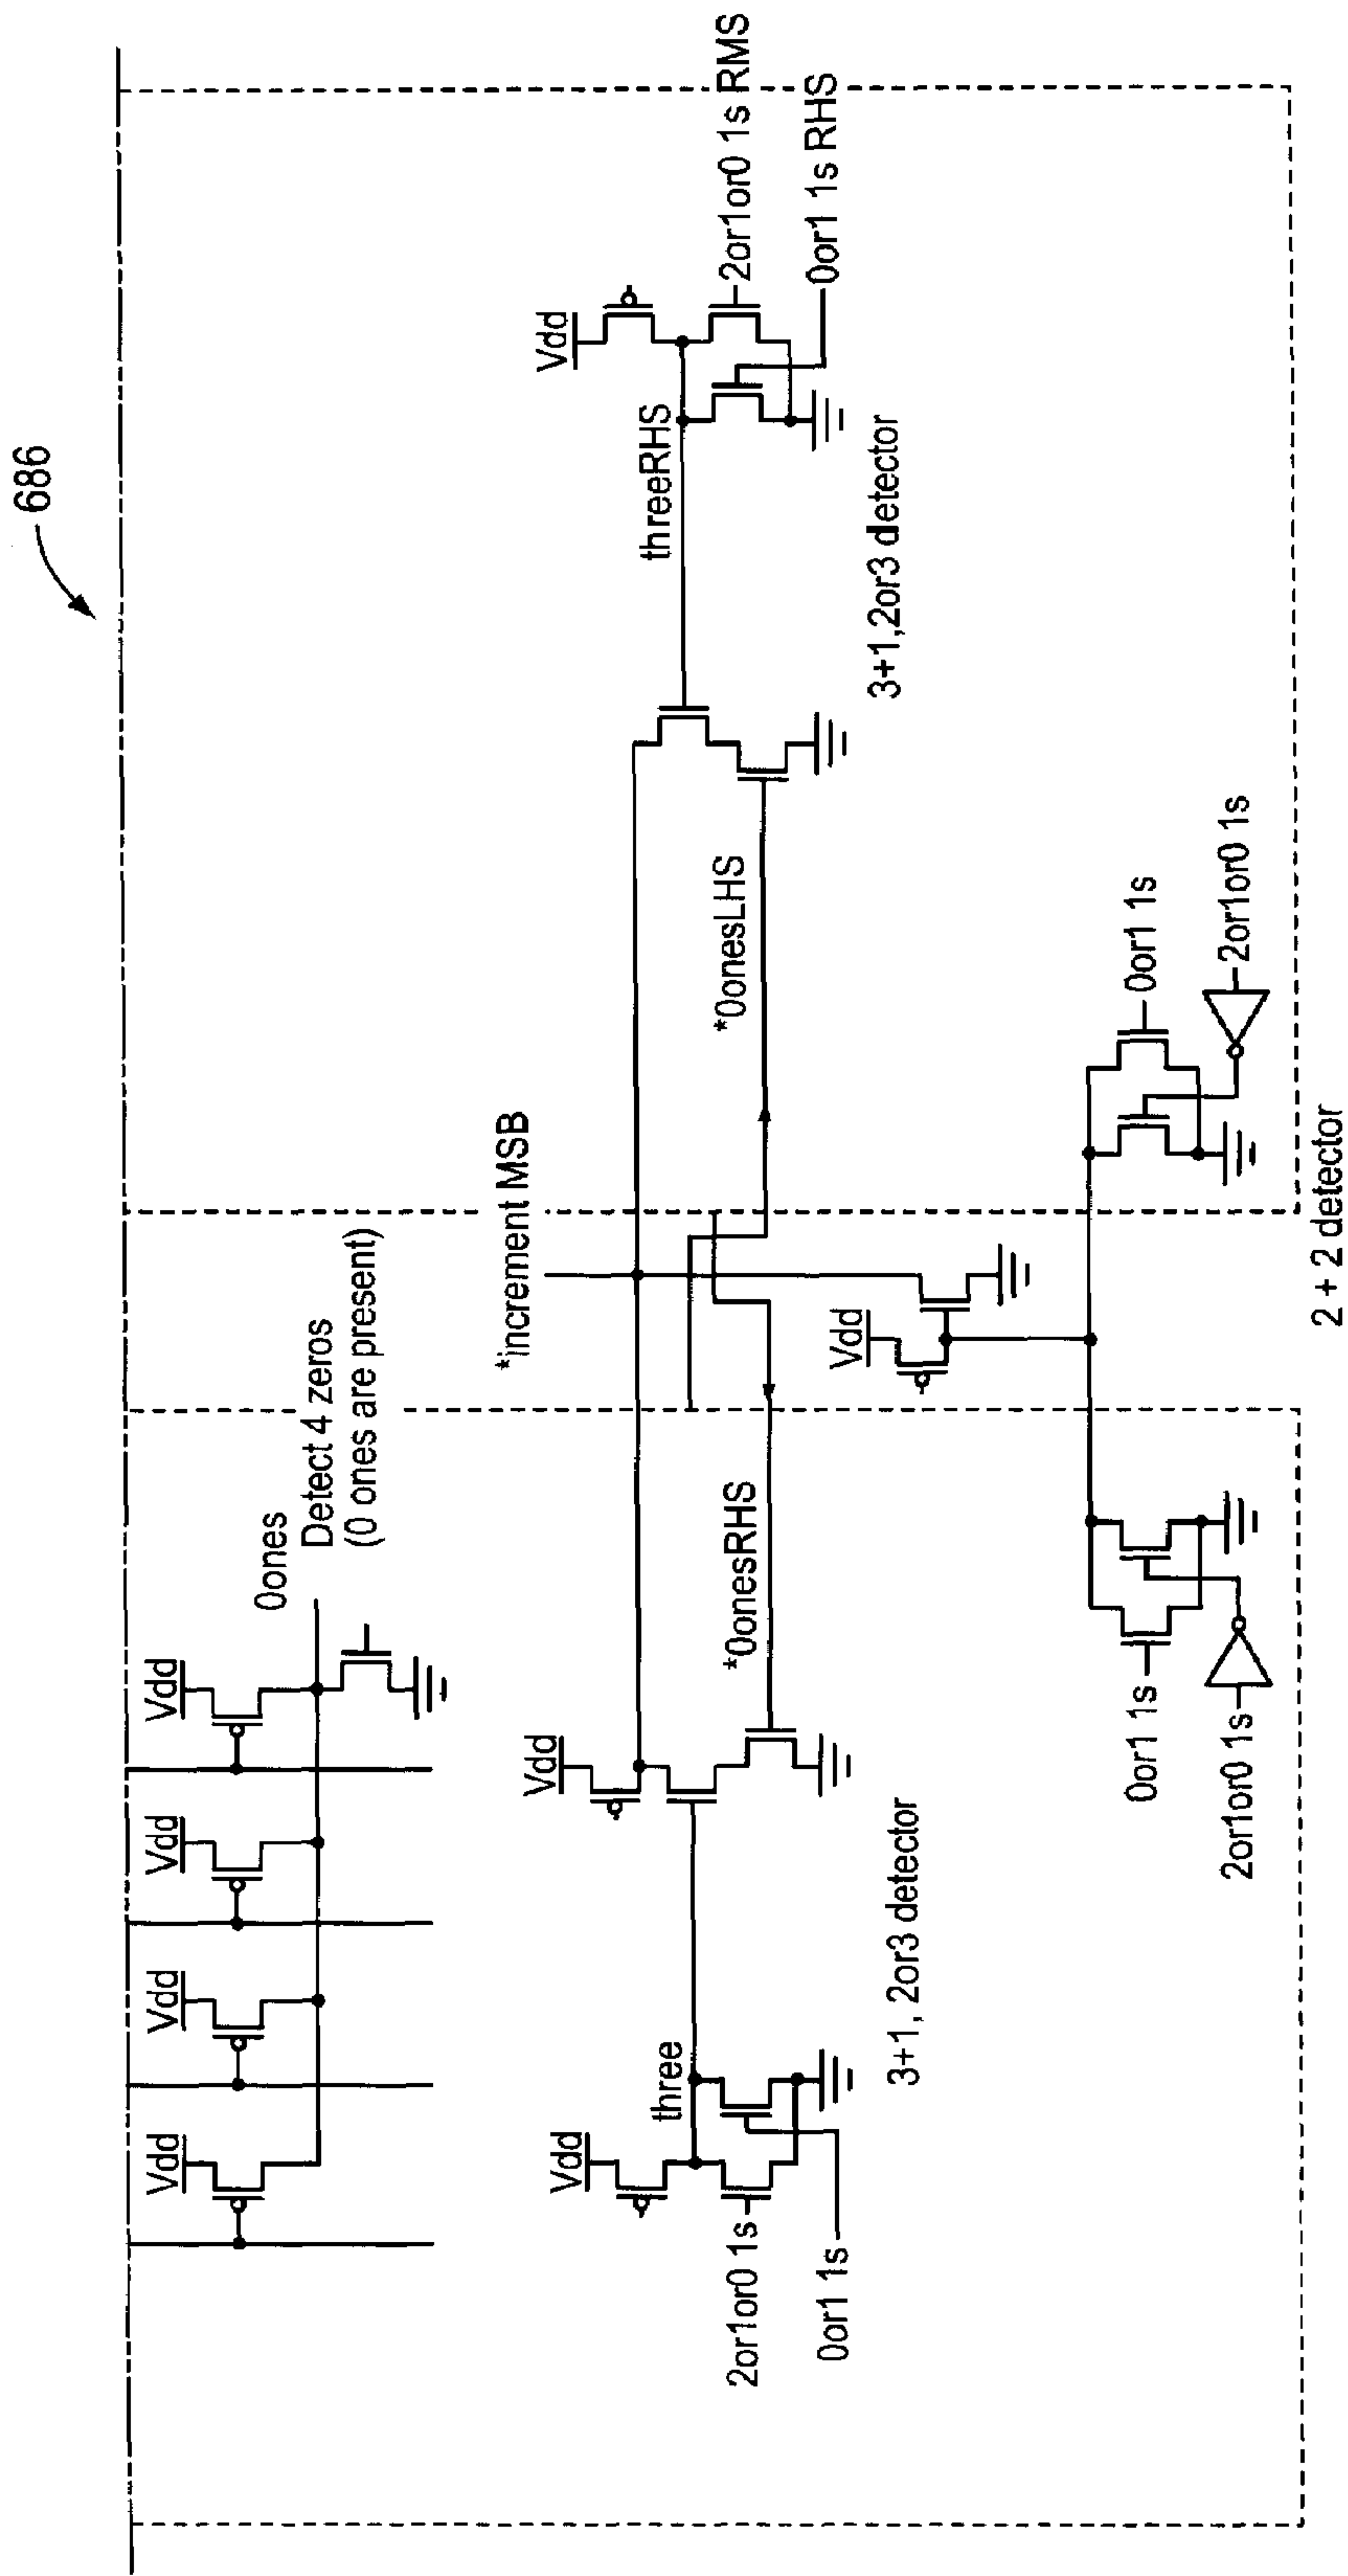 686
Vdd
Vdd
Vdd
Vdd
0ones
Detect 4 zeros
(0 ones are present)
*increment MSB
Vdd
three
2or1or0 1s
0or1 1s
Vdd
*0onesRHS
3+1, 2or3 detector
*0onesLHS
threeRHS
Vdd
2or1or0 1s RMS
0or1 1s RHS
3+1,2or3 detector
Vdd
0or1 1s
2or1or0 1s
0or1 1s
2or1or0 1s
2 + 2 detector